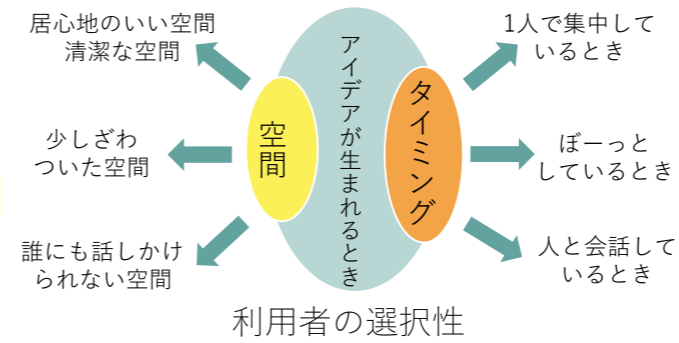 居心地のいい空間
清潔な空間
少しざわ
ついた空間
誰にも話しかけ
られない空間
空間
アイデアが生まれるとき
タイミング
1人で集中して
いるとき
ぼーっと
しているとき
人と会話して
いるとき
利用者の選択性